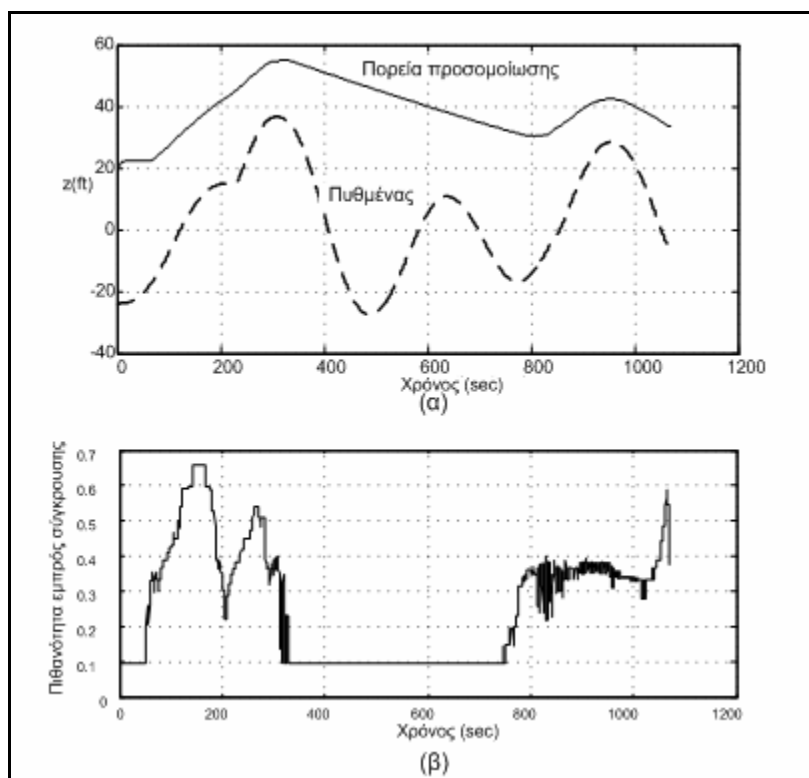 60
40
20
0
-20
-40
z(ft)
Πορεία προσομοίωσης
Πυθμένας
0 200 400 600 800 1000 1200
Χρόνος (sec)
(α)
Πιθανότητα εμπρός σύγκρουσης
0.7
0.6
0.5
0.4
0.3
0.2
0.1
0
0 200 400 600 800 1000 1200
Χρόνος (sec)
(β)